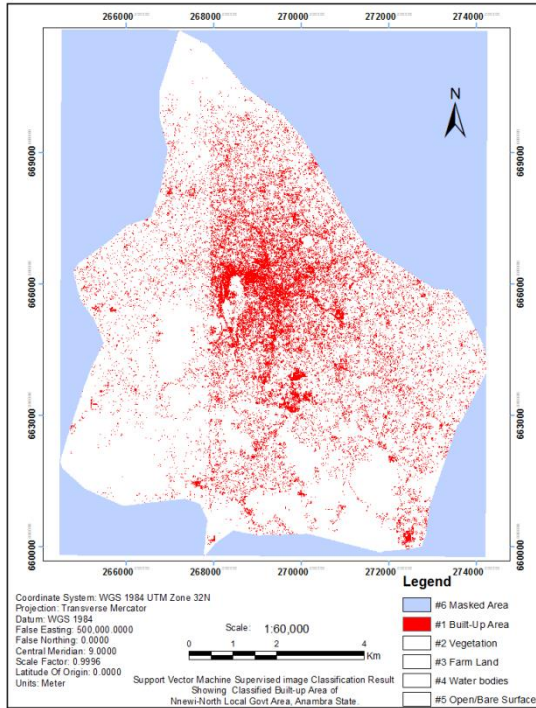 266000 268000 270000 272000 274000
N
669000 669000
666000 666000
663000 663000
660000 660000
266000 268000 270000 272000 274000
Legend
#6 Masked Area
#1 Built-Up Area
#2 Vegetation
#3 Farm Land
#4 Water bodies
#5 Open/Bare Surface
Coordinate System: WGS 1984 UTM Zone 32N
Projection: Transverse Mercator
Datum: WGS 1984
False Easting: 500,000.0000
False Northing: 0.0000
Central Meridian: 9.0000
Scale Factor: 0.9996
Latitude Of Origin: 0.0000
Units: Meter
Scale: 1:60,000
0 1 2 4
Km
Support Vector Machine Supervised image Classification Result
Showing Classified Built-up Area of
Nnewi-North Local Govt Area, Anambra State.